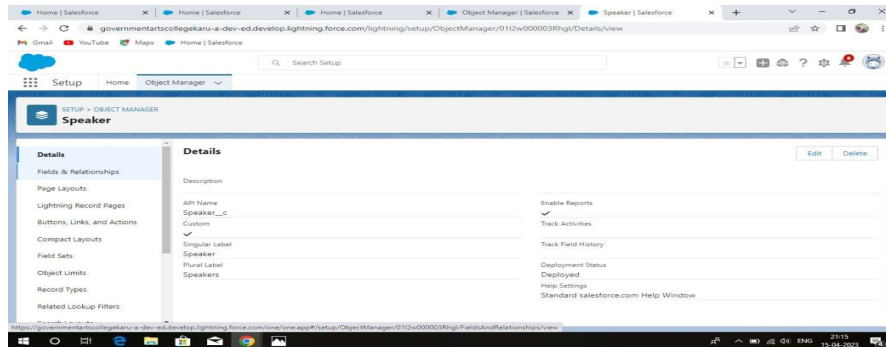 Home | Salesforce
Home | Salesforce
Home | Salesforce
Object Manager | Salesforce
Speaker | Salesforce
governmentartscollegekaru-a-dev-ed.develop.lightning.force.com/lightning/setup/ObjectManager/01I2w000003Rhgl/Details/view
Gmail YouTube Maps Home | Salesforce
Search Setup
Setup Home Object Manager
SETUP > OBJECT MANAGER
Speaker
Details
Fields & Relationships
Page Layouts
Lightning Record Pages
Buttons, Links, and Actions
Compact Layouts
Field Sets
Object Limits
Record Types
Related Lookup Filters
Details
Edit Delete
Description
API Name
Speaker__c
Custom
Singular Label
Speaker
Plural Label
Speakers
Enable Reports
Track Activities
Track Field History
Deployment Status
Deployed
Help Settings
Standard salesforce.com Help Window
https://governmentartscollegekaru-a-dev-ed.develop.lightning.force.com/one/one.app#/setup/ObjectManager/01I2w000003Rhgl/FieldsAndRelationships/view
ENG
21:15
15-04-2023